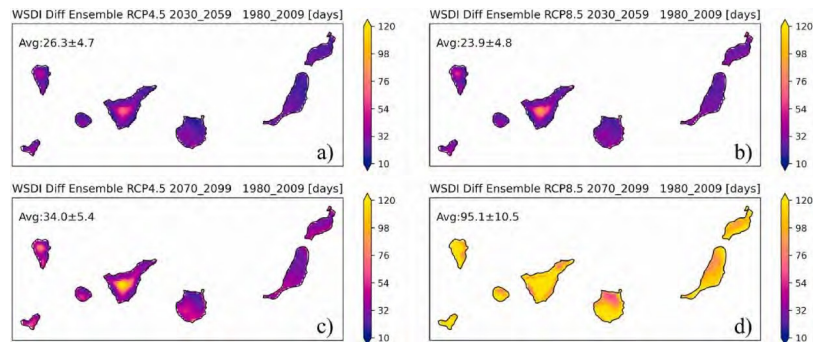 WSDI Diff Ensemble RCP4.5 2030_2059 1980_2009 [days]
Avg:26.3±4.7
a)
120
98
76
54
32
10
WSDI Diff Ensemble RCP8.5 2030_2059 1980_2009 [days]
Avg:23.9±4.8
b)
120
98
76
54
32
10
WSDI Diff Ensemble RCP4.5 2070_2099 1980_2009 [days]
Avg:34.0±5.4
c)
120
98
76
54
32
10
WSDI Diff Ensemble RCP8.5 2070_2099 1980_2009 [days]
Avg:95.1±10.5
d)
120
98
76
54
32
10